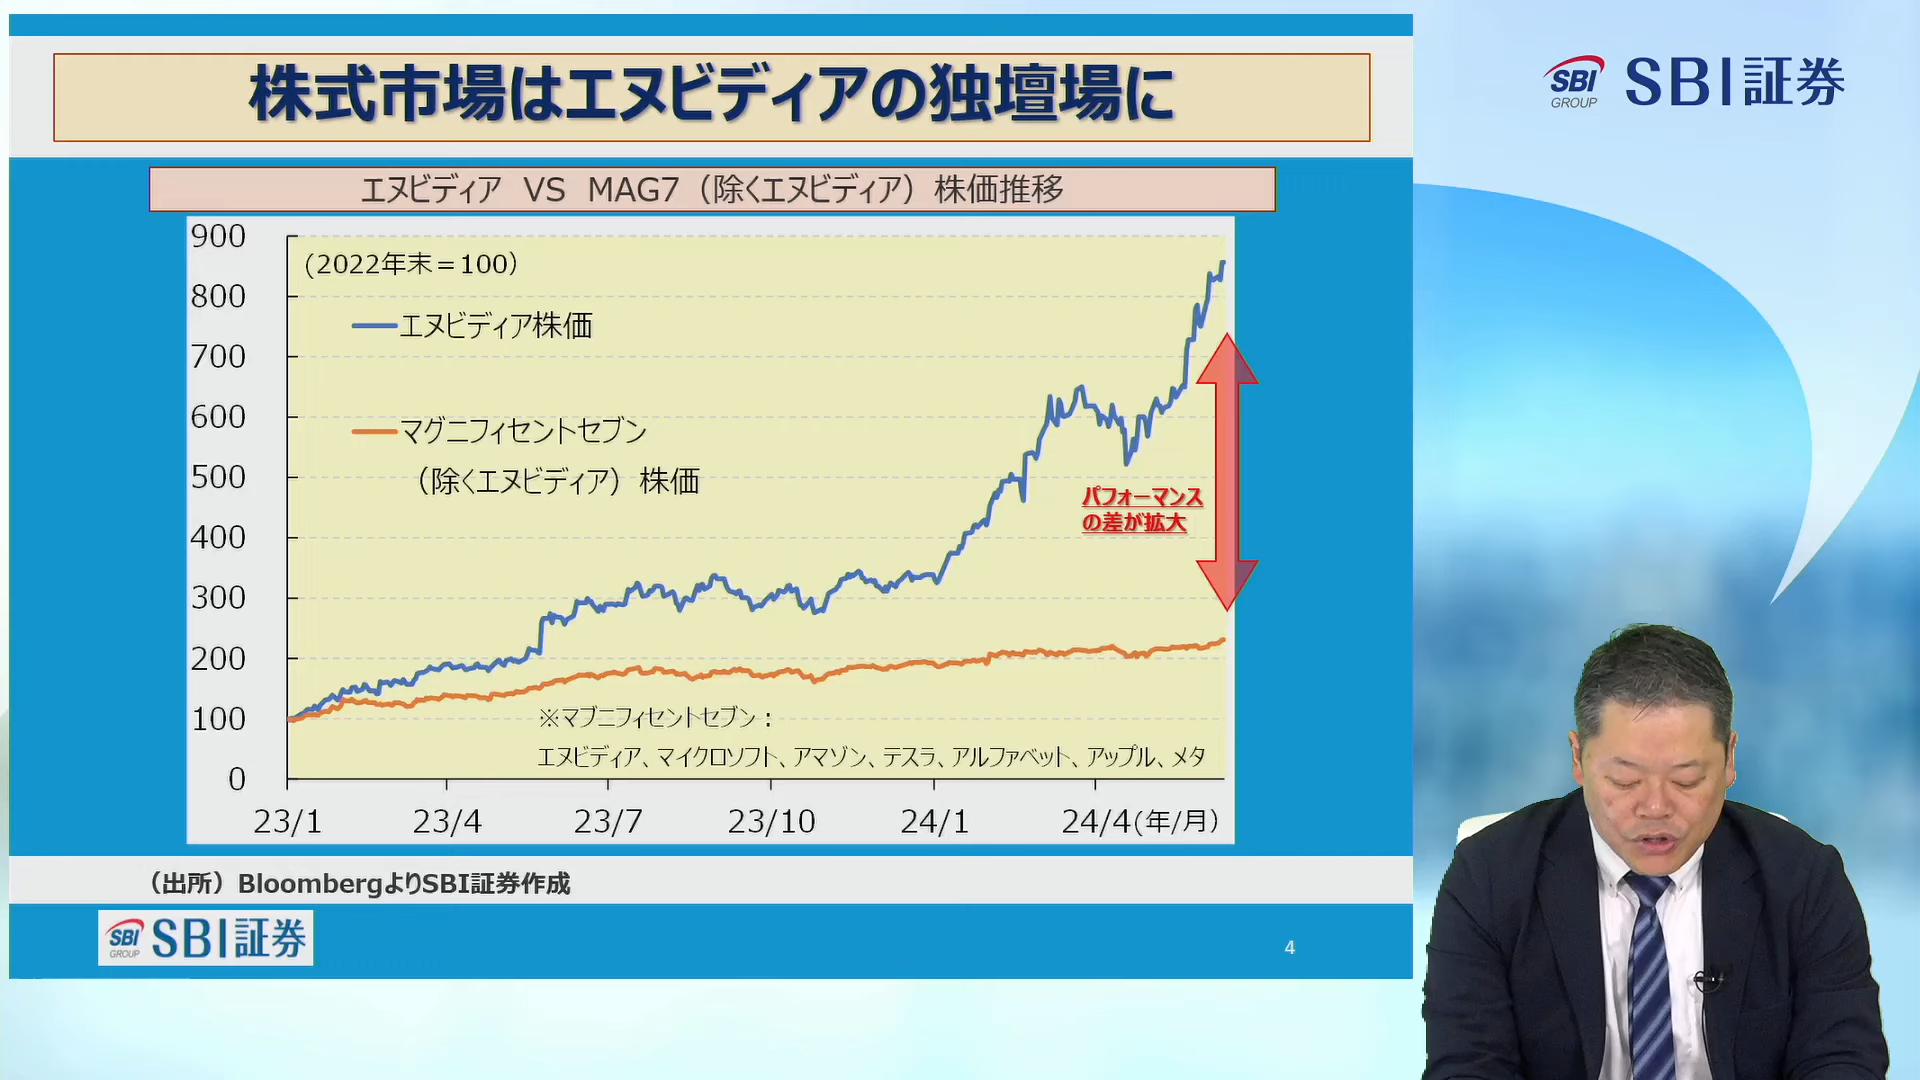 株式市場はエヌビディアの独壇場に
SBI
GROUP
SBI証券
エヌビディア VS MAG7（除くエヌビディア）株価推移
900
(2022年末＝100)
800
エヌビディア株価
700
600
マグニフィセントセブン
（除くエヌビディア）株価
500
パフォーマンス
の差が拡大
400
300
200
100
※マグニフィセントセブン：
エヌビディア、マイクロソフト、アマゾン、テスラ、アルファベット、アップル、メタ
0
23/1 23/4 23/7 23/10 24/1 24/4(年/月)
（出所）BloombergよりSBI証券作成
SBI
GROUP
SBI証券
4